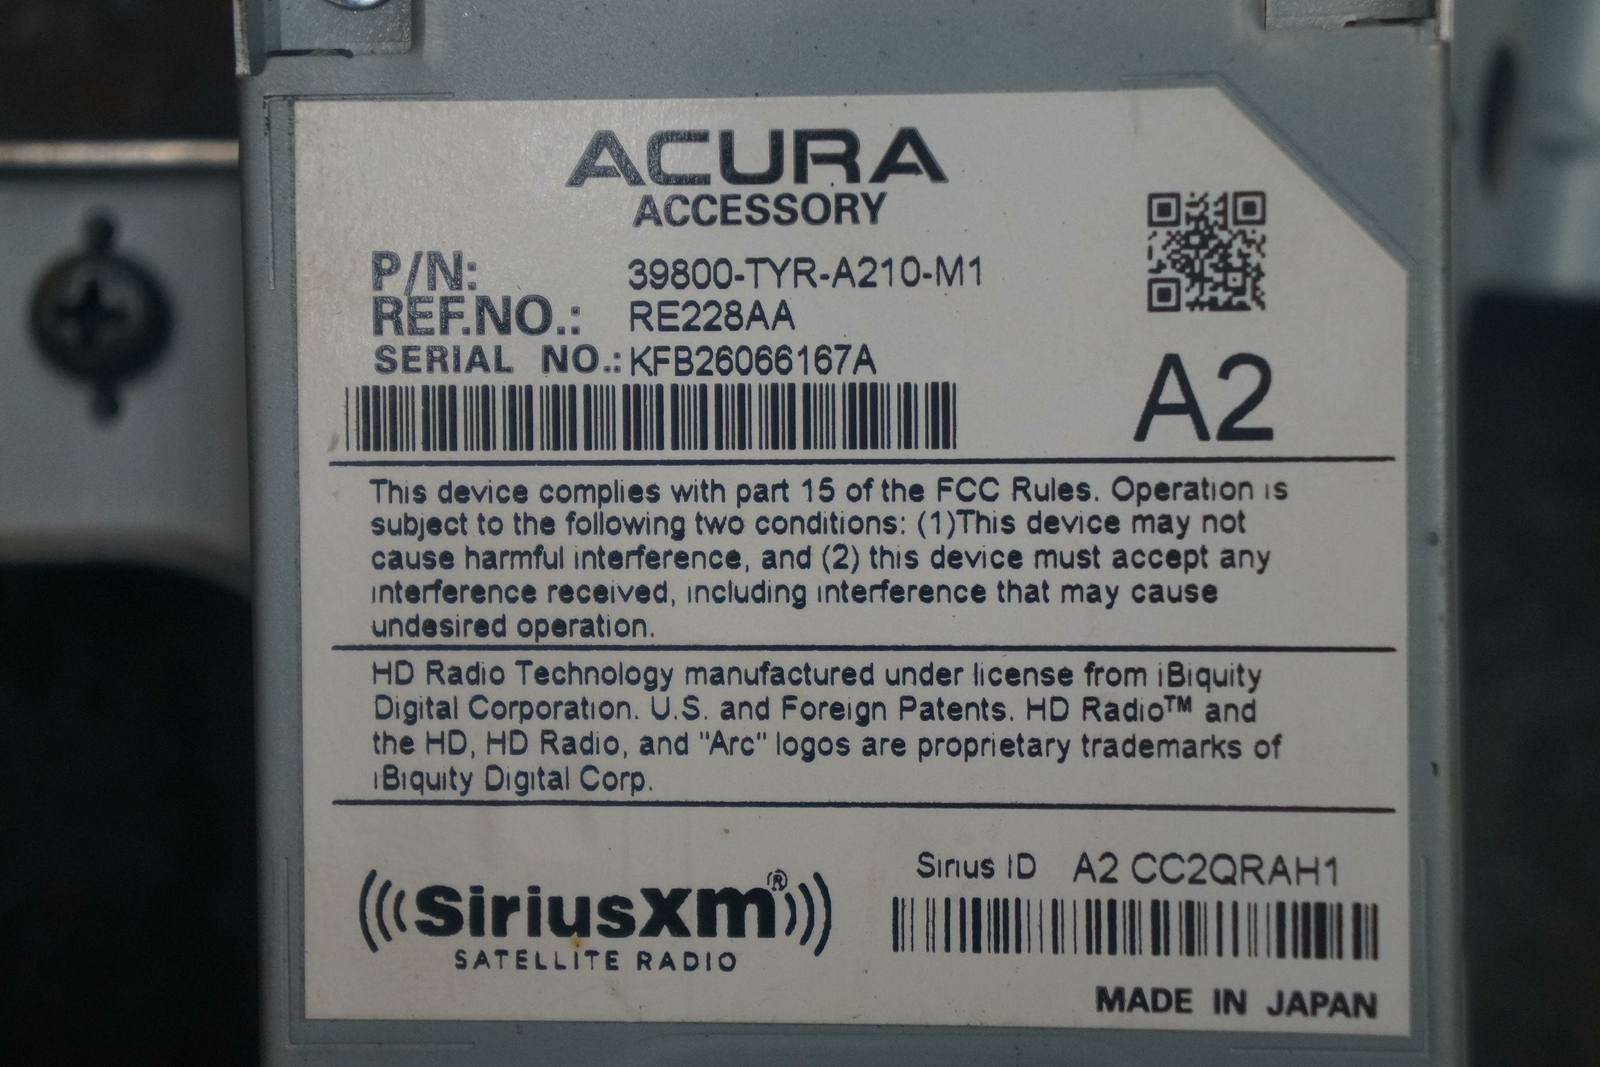 ACURA
ACCESSORY
P/N: 39800-TYR-A210-M1
REF.NO.: RE228AA
SERIAL NO.: KFB26066167A
A2
This device complies with part 15 of the FCC Rules. Operation is
subject to the following two conditions: (1)This device may not
cause harmful interference, and (2) this device must accept any
interference received, including interference that may cause
undesired operation.
HD Radio Technology manufactured under license from iBiquity
Digital Corporation. U.S. and Foreign Patents. HD Radio™ and
the HD, HD Radio, and "Arc" logos are proprietary trademarks of
iBiquity Digital Corp.
SiriusXm®
SATELLITE RADIO
Sirius ID A2 CC2QRAH1
MADE IN JAPAN